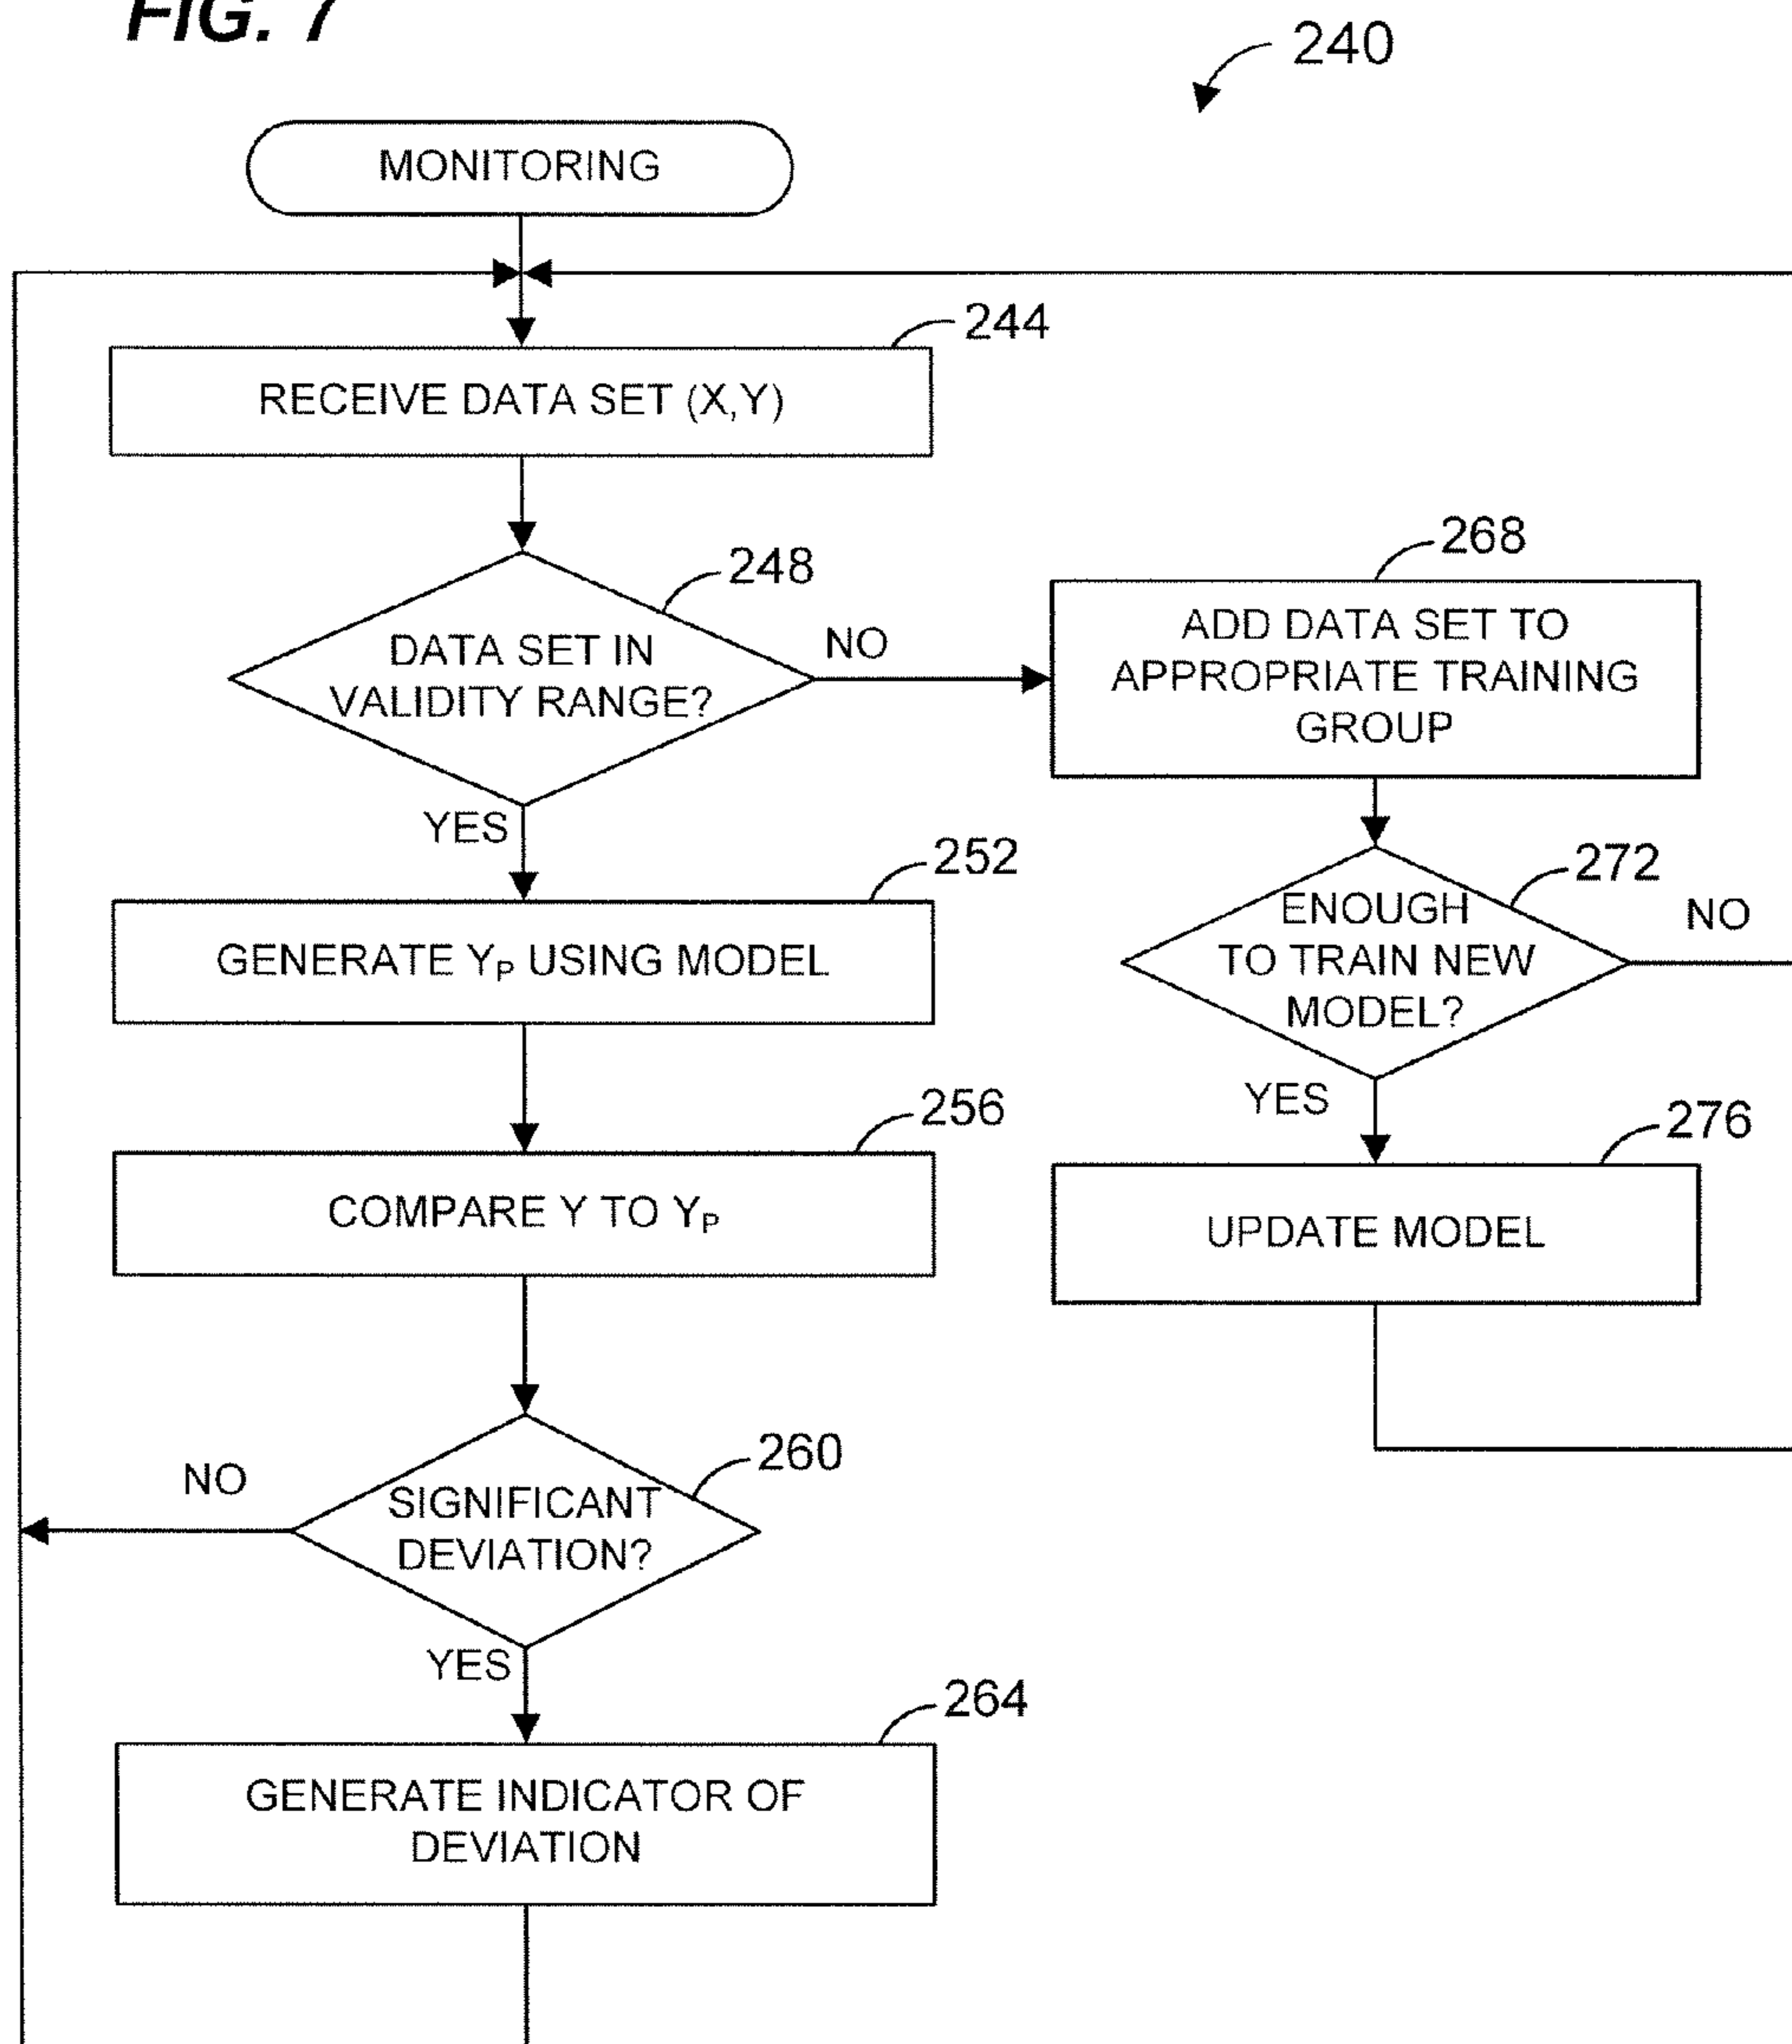 FIG. 7
240
MONITORING
244
RECEIVE DATA SET (X,Y)
248
DATA SET IN
VALIDITY RANGE?
NO
YES
268
ADD DATA SET TO
APPROPRIATE TRAINING
GROUP
252
GENERATE YP USING MODEL
272
ENOUGH
TO TRAIN NEW
MODEL?
NO
YES
256
COMPARE Y TO YP
276
UPDATE MODEL
260
SIGNIFICANT
DEVIATION?
NO
YES
264
GENERATE INDICATOR OF
DEVIATION